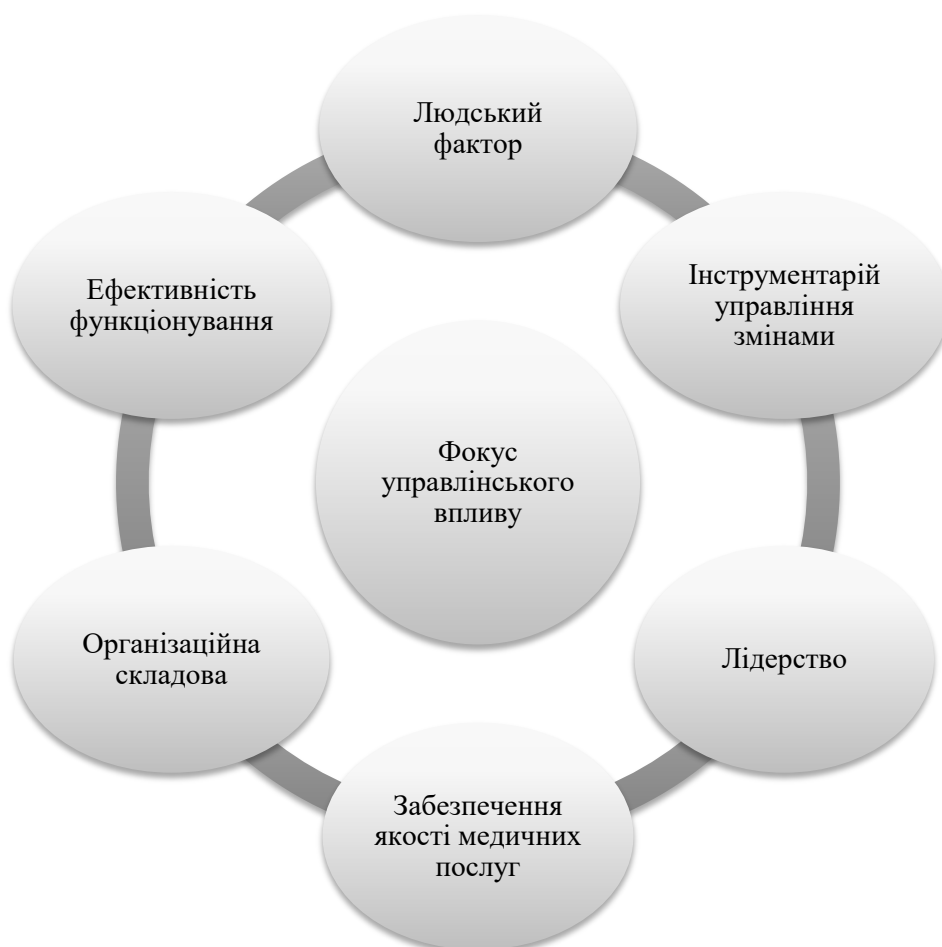 Людський
фактор
Інструментарій
управління
змінами
Лідерство
Забезпечення
якості медичних
послуг
Організаційна
складова
Ефективність
функціонування
Фокус
управлінського
впливу